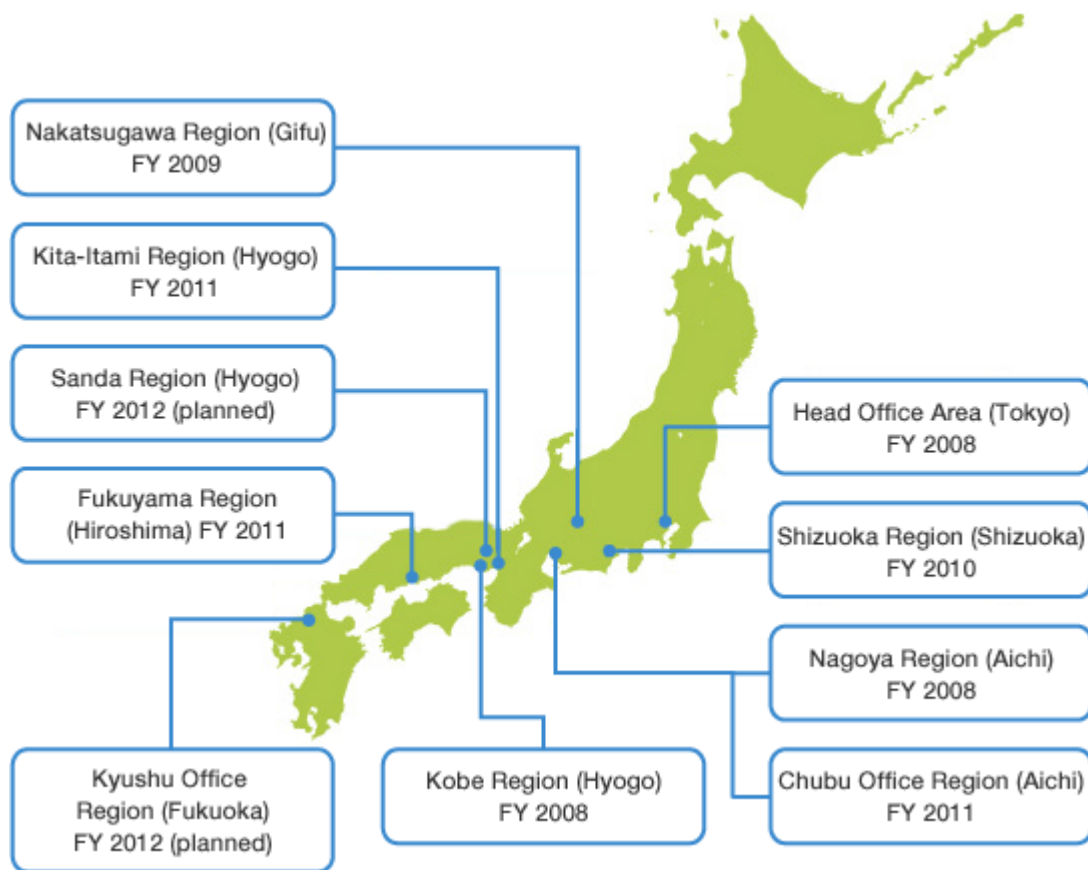 Nakatsugawa Region (Gifu)
FY 2009
Kita-Itami Region (Hyogo)
FY 2011
Sanda Region (Hyogo)
FY 2012 (planned)
Fukuyama Region
(Hiroshima) FY 2011
Kyushu Office
Region (Fukuoka)
FY 2012 (planned)
Kobe Region (Hyogo)
FY 2008
Head Office Area (Tokyo)
FY 2008
Shizuoka Region (Shizuoka)
FY 2010
Nagoya Region (Aichi)
FY 2008
Chubu Office Region (Aichi)
FY 2011